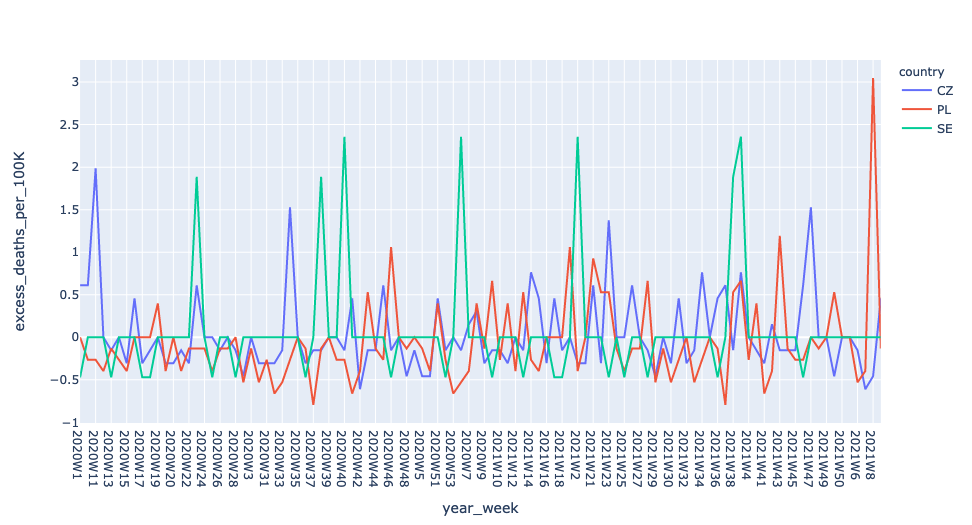 country
CZ
PL
SE
excess_deaths_per_100K
3
2.5
2
1.5
1
0.5
0
−0.5
−1
2020W1
2020W11
2020W13
2020W15
2020W17
2020W19
2020W20
2020W22
2020W24
2020W26
2020W28
2020W3
2020W31
2020W33
2020W35
2020W37
2020W39
2020W40
2020W42
2020W44
2020W46
2020W48
2020W5
2020W51
2020W53
2020W7
2020W9
2021W10
2021W12
2021W14
2021W16
2021W18
2021W2
2021W21
2021W23
2021W25
2021W27
2021W29
2021W30
2021W32
2021W34
2021W36
2021W38
2021W4
2021W41
2021W43
2021W45
2021W47
2021W49
2021W50
2021W6
2021W8
year_week